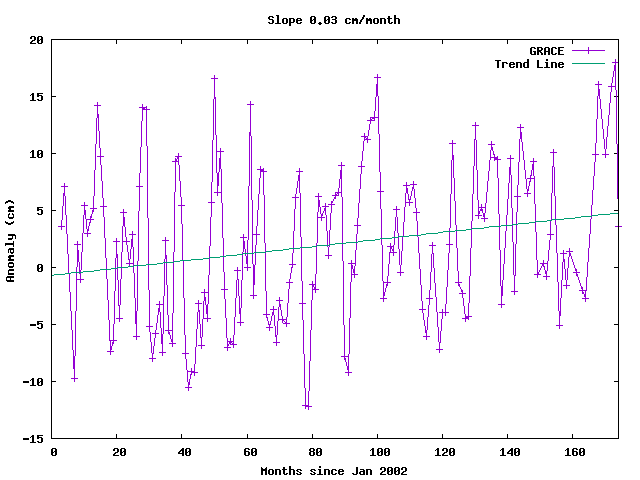 Slope 0.03 cm/month
GRACE
Trend Line
20
15
10
5
0
-5
-10
-15
Anomaly (cm)
0 20 40 60 80 100 120 140 160
Months since Jan 2002